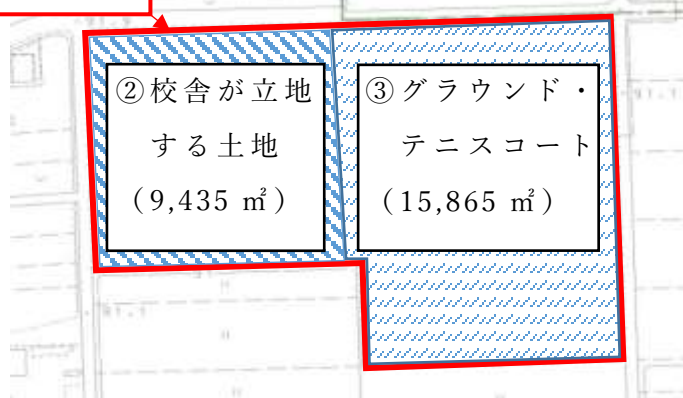 ②校舎が立地
する土地
(9,435 ㎡)
③グラウンド・
テニスコート
(15,865 ㎡)